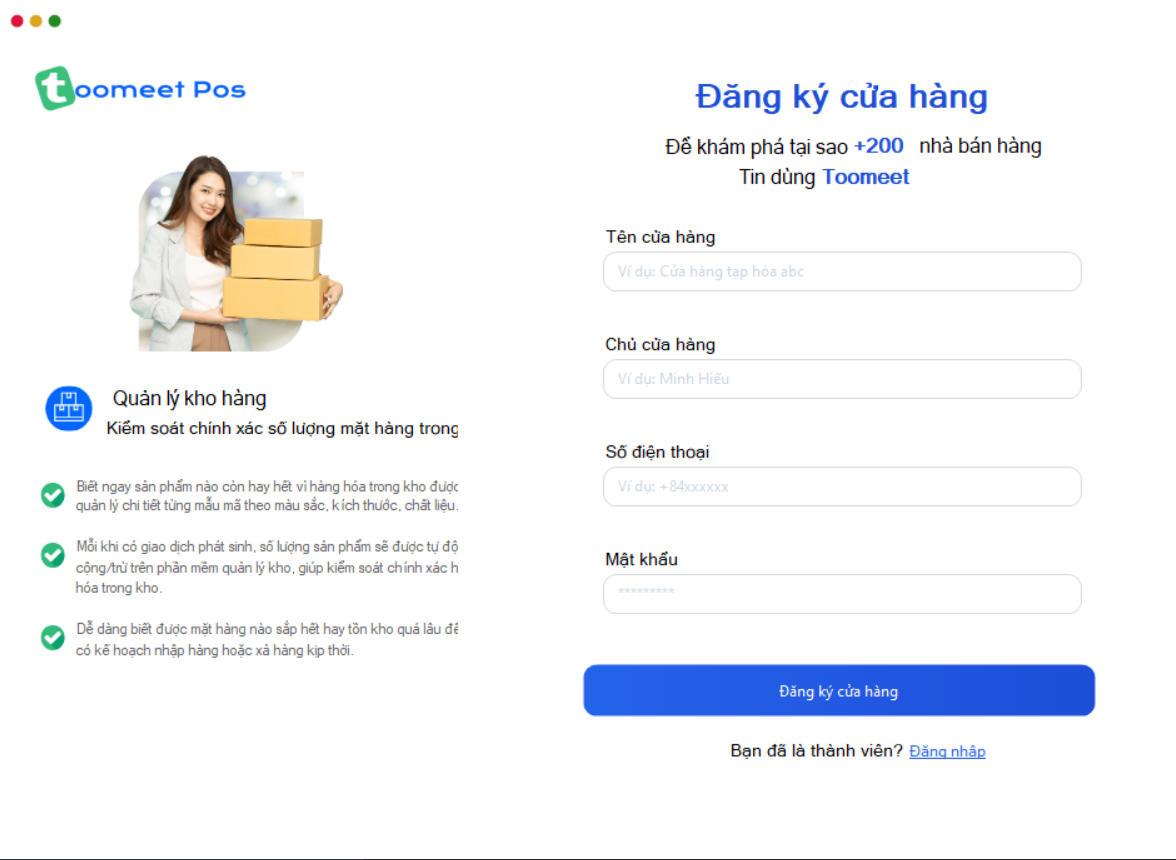 toomeet Pos
Quản lý kho hàng
Kiểm soát chính xác số lượng mặt hàng trong
Biết ngay sản phẩm nào còn hay hết vì hàng hóa trong kho được
quản lý chi tiết từng mẫu mã theo màu sắc, kích thước, chất liệu.
Mỗi khi có giao dịch phát sinh, số lượng sản phẩm sẽ được tự độ
cộng/trừ trên phần mềm quản lý kho, giúp kiểm soát chính xác h
hóa trong kho.
Dễ dàng biết được mặt hàng nào sắp hết hay tồn kho quá lâu để
có kế hoạch nhập hàng hoặc xả hàng kịp thời.
Đăng ký cửa hàng
Để khám phá tại sao +200 nhà bán hàng
Tin dùng Toomeet
Tên cửa hàng
Ví dụ: Cửa hàng tạp hóa abc
Chủ cửa hàng
Ví dụ: Minh Hiếu
Số điện thoại
Ví dụ: +84xxxxxx
Mật khẩu
*********
Đăng ký cửa hàng
Bạn đã là thành viên? Đăng nhập